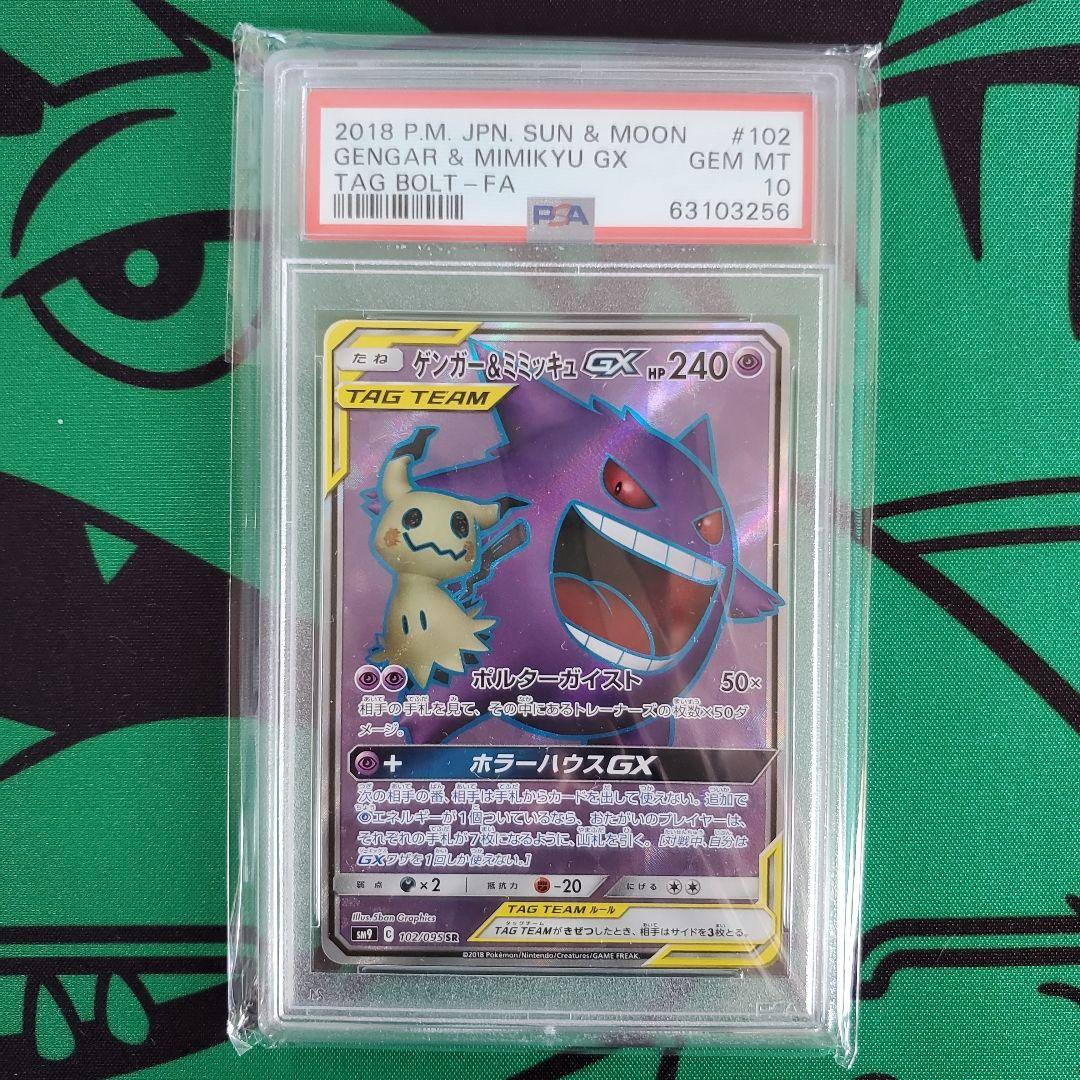 2018 P.M. JPN. SUN & MOON #102
GENGAR & MIMIKYU GX GEM MT
TAG BOLT-FA 10
63103256
PSA
たね ゲンガー&ミミッキュGX HP240
TAG TEAM
ポルターガイスト 50×
相手の手札を見て、その中にあるトレーナーズの枚数×50ダ
メージ。
+ ホラーハウスGX
次の相手の番、相手は手札からカードを出して使えない。追加で
エネルギーが1個ついているなら、おたがいのプレイヤーは、
それぞれの手札が7枚になるように、山札を引く。[対戦中、自分は
GXワザを1回しか使えない。]
弱点 ×2 抵抗力 -20 にげる
TAG TEAM ルール
Illus.5ban Graphics
TAG TEAMがきぜつしたとき、相手はサイドを3枚とる。
SM9 C 102/095 SR
©2018 Pokémon/Nintendo/Creatures/GAME FREAK.